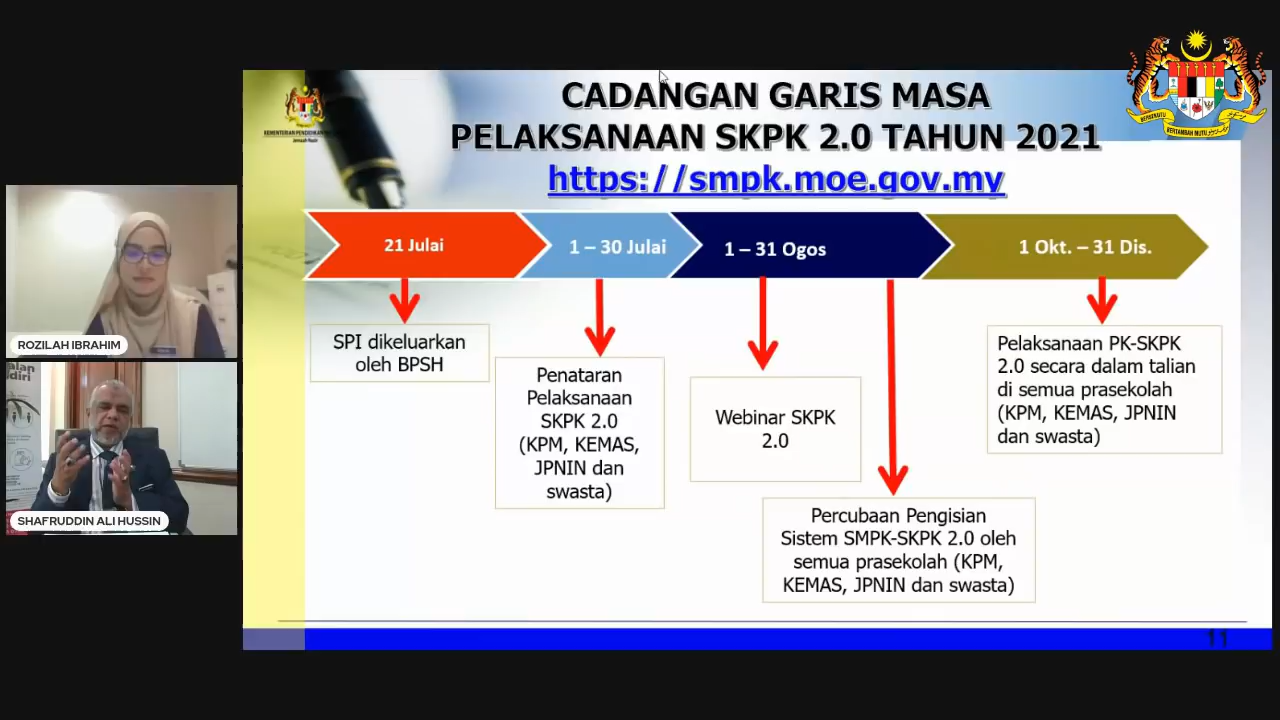 CADANGAN GARIS MASA
PELAKSANAAN SKPK 2.0 TAHUN 2021
https://smpk.moe.gov.my
21 Julai
1 – 30 Julai
1 – 31 Ogos
1 Okt. – 31 Dis.
SPI dikeluarkan
oleh BPSH
Penataran
Pelaksanaan
SKPK 2.0
(KPM, KEMAS,
JPNIN dan
swasta)
Webinar SKPK
2.0
Percubaan Pengisian
Sistem SMPK-SKPK 2.0 oleh
semua prasekolah (KPM,
KEMAS, JPNIN dan swasta)
Pelaksanaan PK-SKPK
2.0 secara dalam talian
di semua prasekolah
(KPM, KEMAS, JPNIN
dan swasta)
11
ROZILAH IBRAHIM
SHAFRUDDIN ALI HUSSIN
BERTAMBAH MUTU